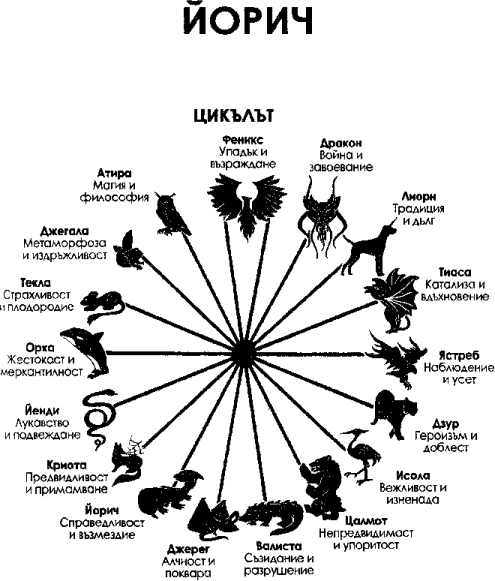 ЙОРИЧ
ЦИКЪЛЪТ
Феникс
Упадък и
възраждане
Дракон
Война и
завоевание
Лиорн
Традиция
и дълг
Тиаса
Катализа и
вдъхновение
Ястреб
Наблюдение
и усет
Дзур
Героизъм и
доблест
Исола
Вежливост и
изненада
Цалмот
Непредвидимост
и упоритост
Валиста
Съзидание и
разрушение
Джерег
Алчност и
поквара
Йорич
Справедливост
и възмездие
Криота
Предвидливост
и примамване
Йенди
Лукавство
и подвеждане
Орка
Жестокост и
меркантилност
Текла
Страхливост
и плодородие
Джегала
Метаморфоза
и издръжливост
Атира
Магия и
философия